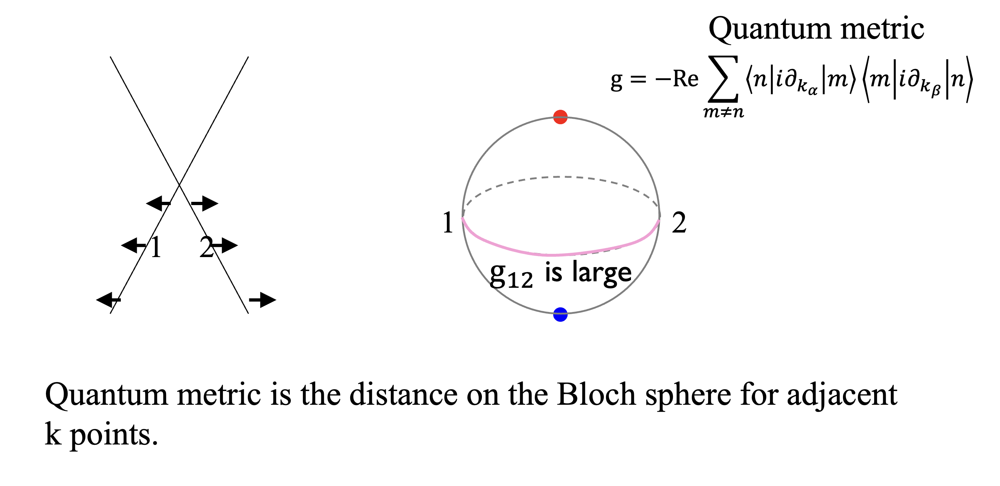 Quantum metric
g = −Re ∑ ⟨n|i∂_{k_α}|m⟩ ⟨m|i∂_{k_β}|n⟩
m≠n
1 2
1 2
g₁₂ is large
Quantum metric is the distance on the Bloch sphere for adjacent
k points.